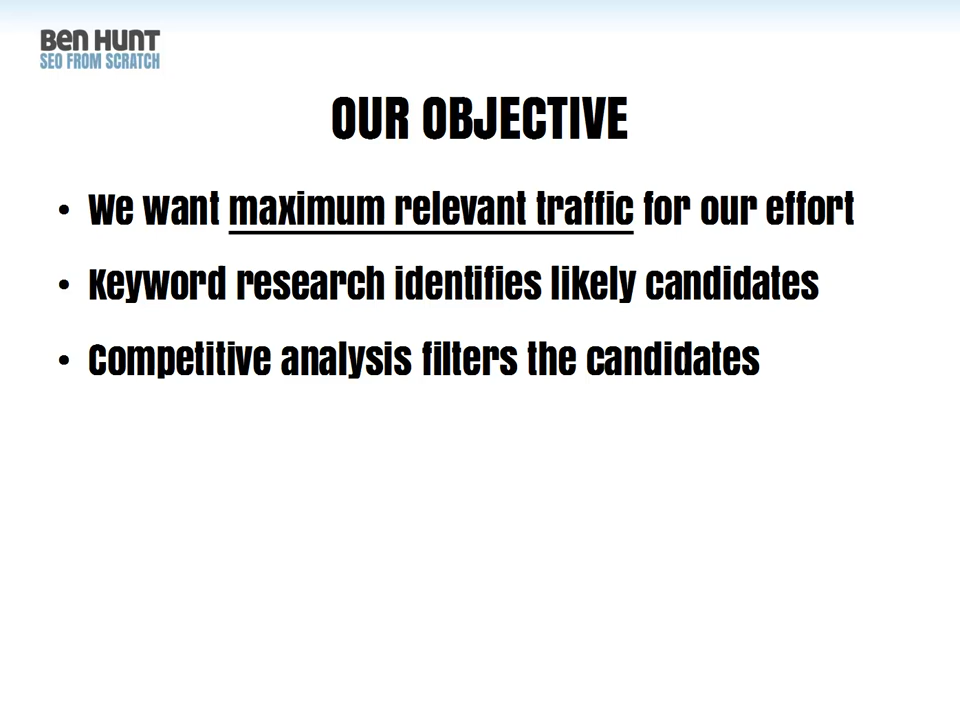 Ben Hunt
SEO FROM SCRATCH
OUR OBJECTIVE
• We want maximum relevant traffic for our effort
• Keyword research identifies likely candidates
• Competitive analysis filters the candidates